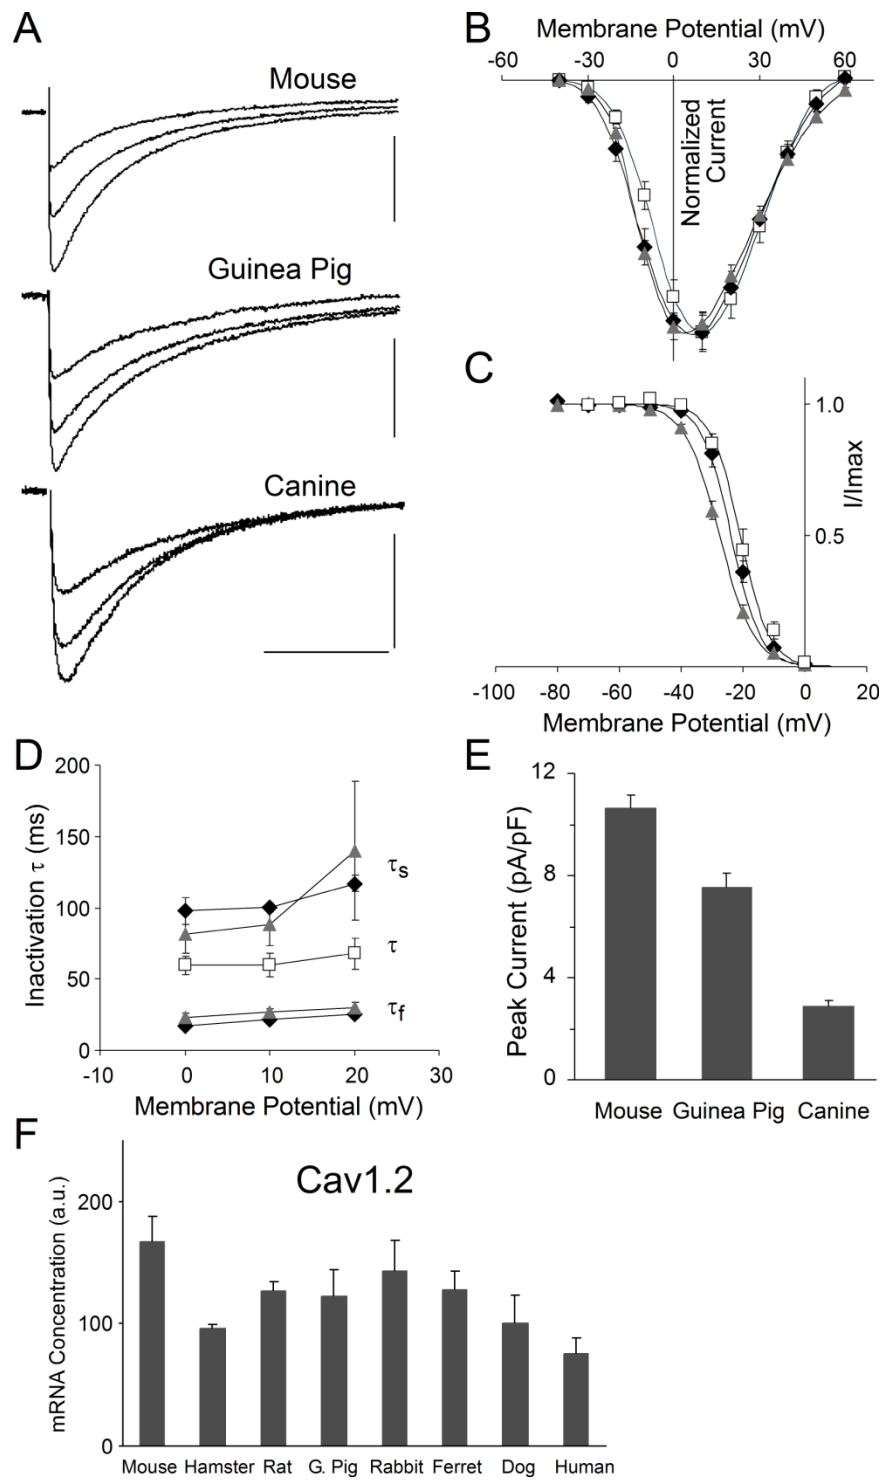 A
Mouse
Guinea Pig
Canine
B
Membrane Potential (mV)
-60 -30 0 30 60
Normalized
Current
C
1.0
0.5
I/Imax
-100 -80 -60 -40 -20 0 20
Membrane Potential (mV)
D
200
150
100
50
0
Inactivation τ (ms)
τs
τ
τf
-10 0 10 20 30
Membrane Potential (mV)
E
12
8
4
0
Peak Current (pA/pF)
Mouse Guinea Pig Canine
F
Cav1.2
200
100
0
mRNA Concentration (a.u.)
Mouse Hamster Rat G. Pig Rabbit Ferret Dog Human